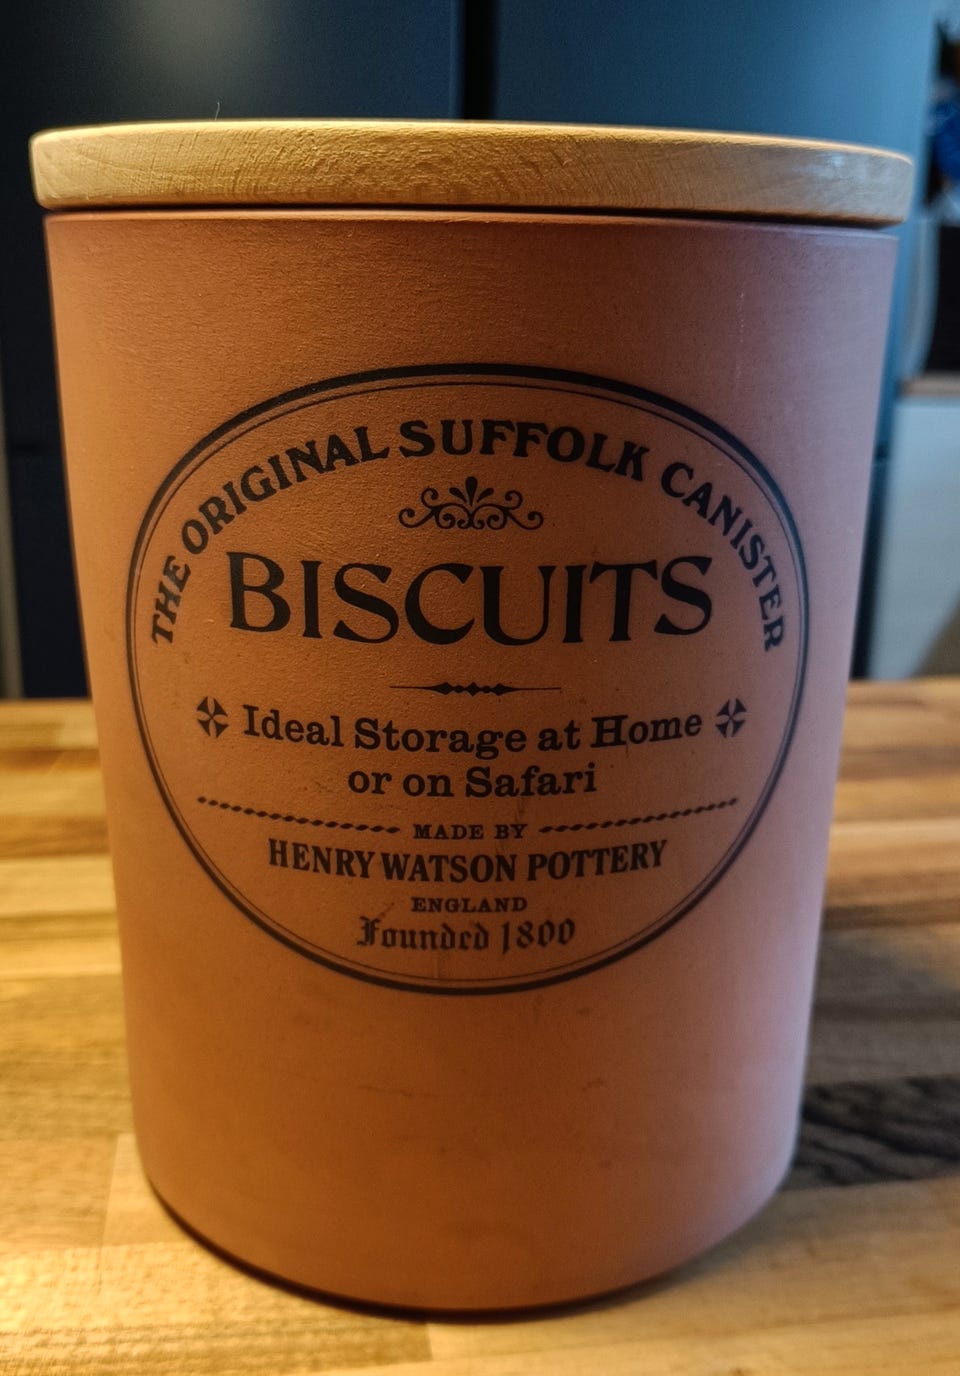 THE ORIGINAL SUFFOLK CANISTER
BISCUITS
Ideal Storage at Home
or on Safari
MADE BY
HENRY WATSON POTTERY
ENGLAND
Founded 1800